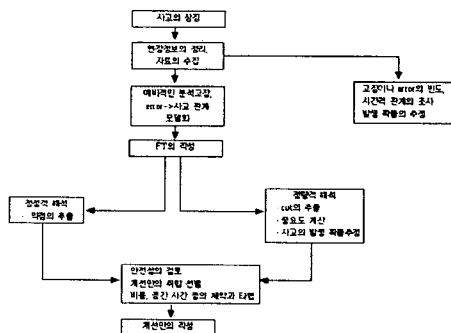 사고의 상징
현장정보의 정리,
자료의 수집
예비적인 분석고장,
error->사고 관계
모델화
고장이나 error의 빈도,
시간적 관계의 조사
발생 확률의 추정
FT의 작성
정성적 해석
· 약점의 추출
정량적 해석
· cut의 추출
· 중요도 계산
· 사고의 발생 확률추정
안전성의 검토
개선안의 취합 선별
비용, 공간 시간 등의 제약과 타협
개선안의 작성